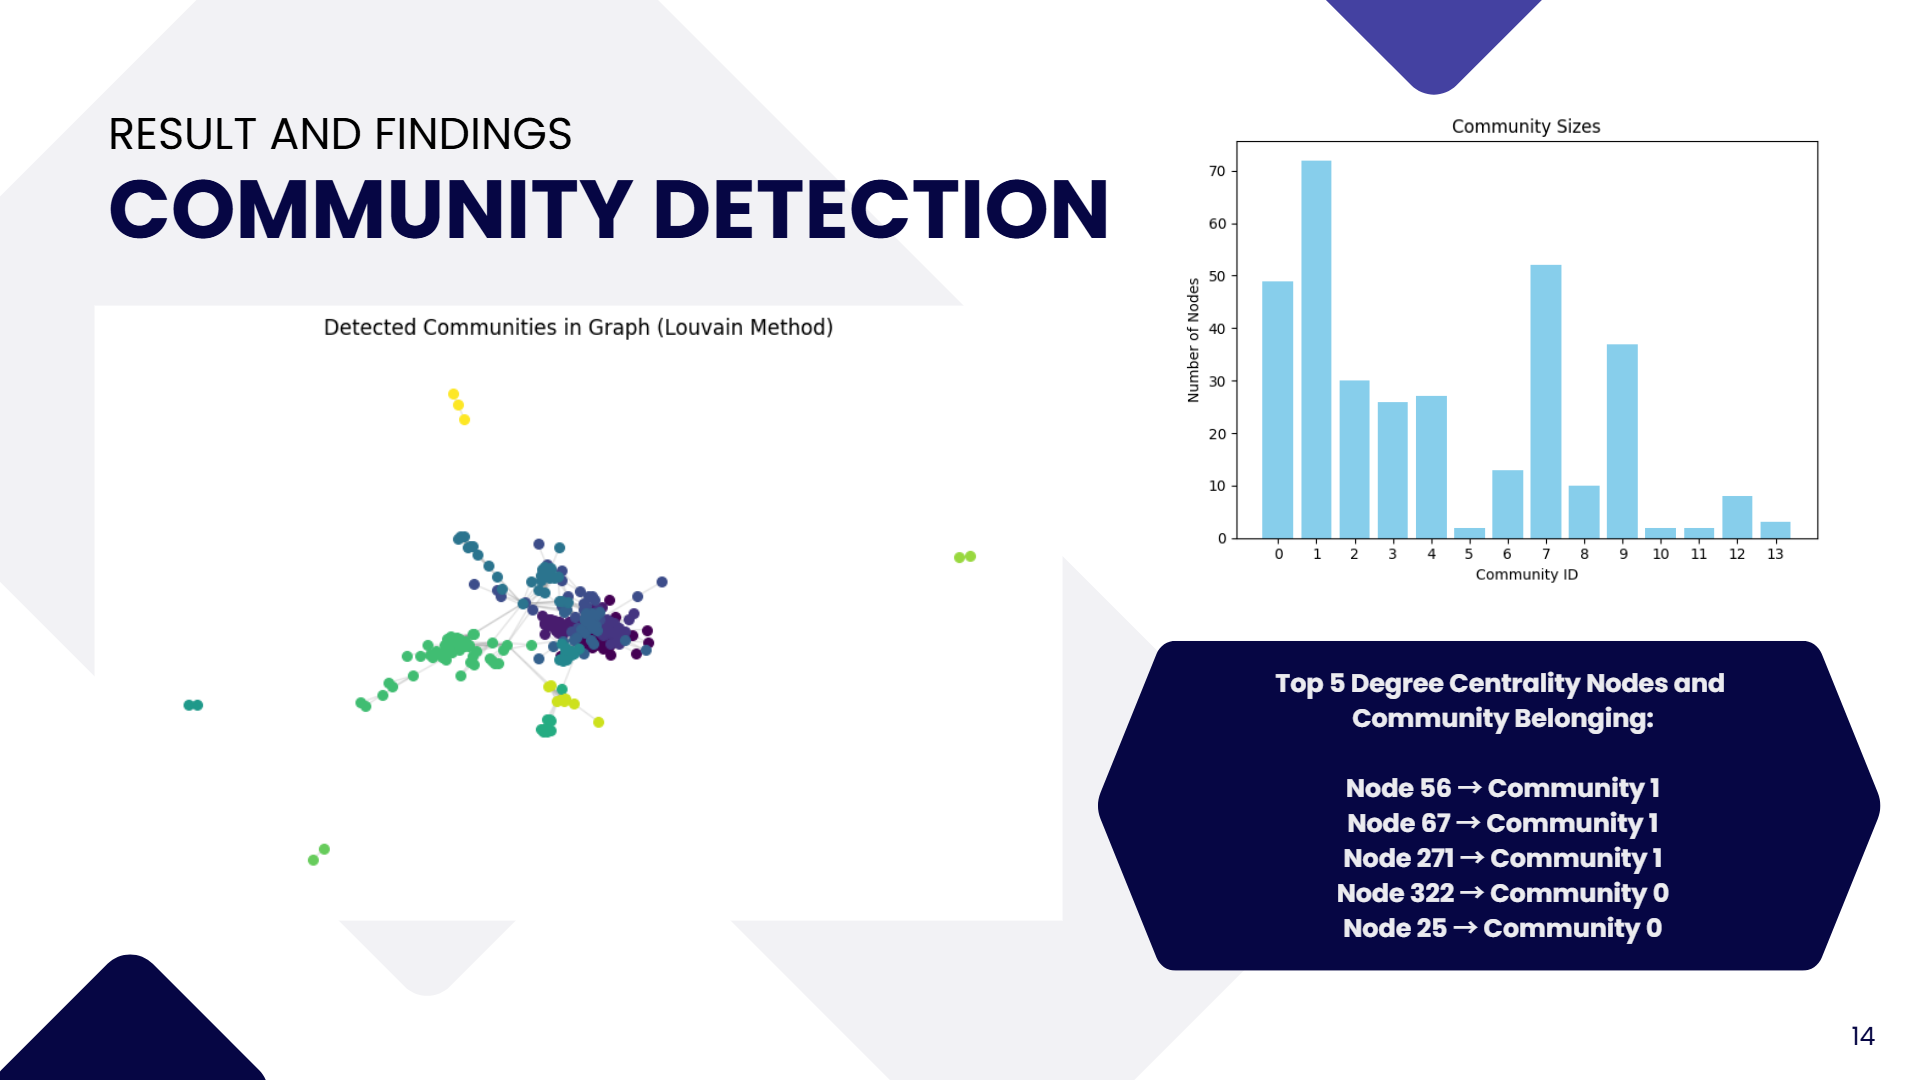 RESULT AND FINDINGS
COMMUNITY DETECTION
Detected Communities in Graph (Louvain Method)
Community Sizes
Number of Nodes
70
60
50
40
30
20
10
0
0 1 2 3 4 5 6 7 8 9 10 11 12 13
Community ID
Top 5 Degree Centrality Nodes and
Community Belonging:
Node 56 → Community 1
Node 67 → Community 1
Node 271 → Community 1
Node 322 → Community 0
Node 25 → Community 0
14